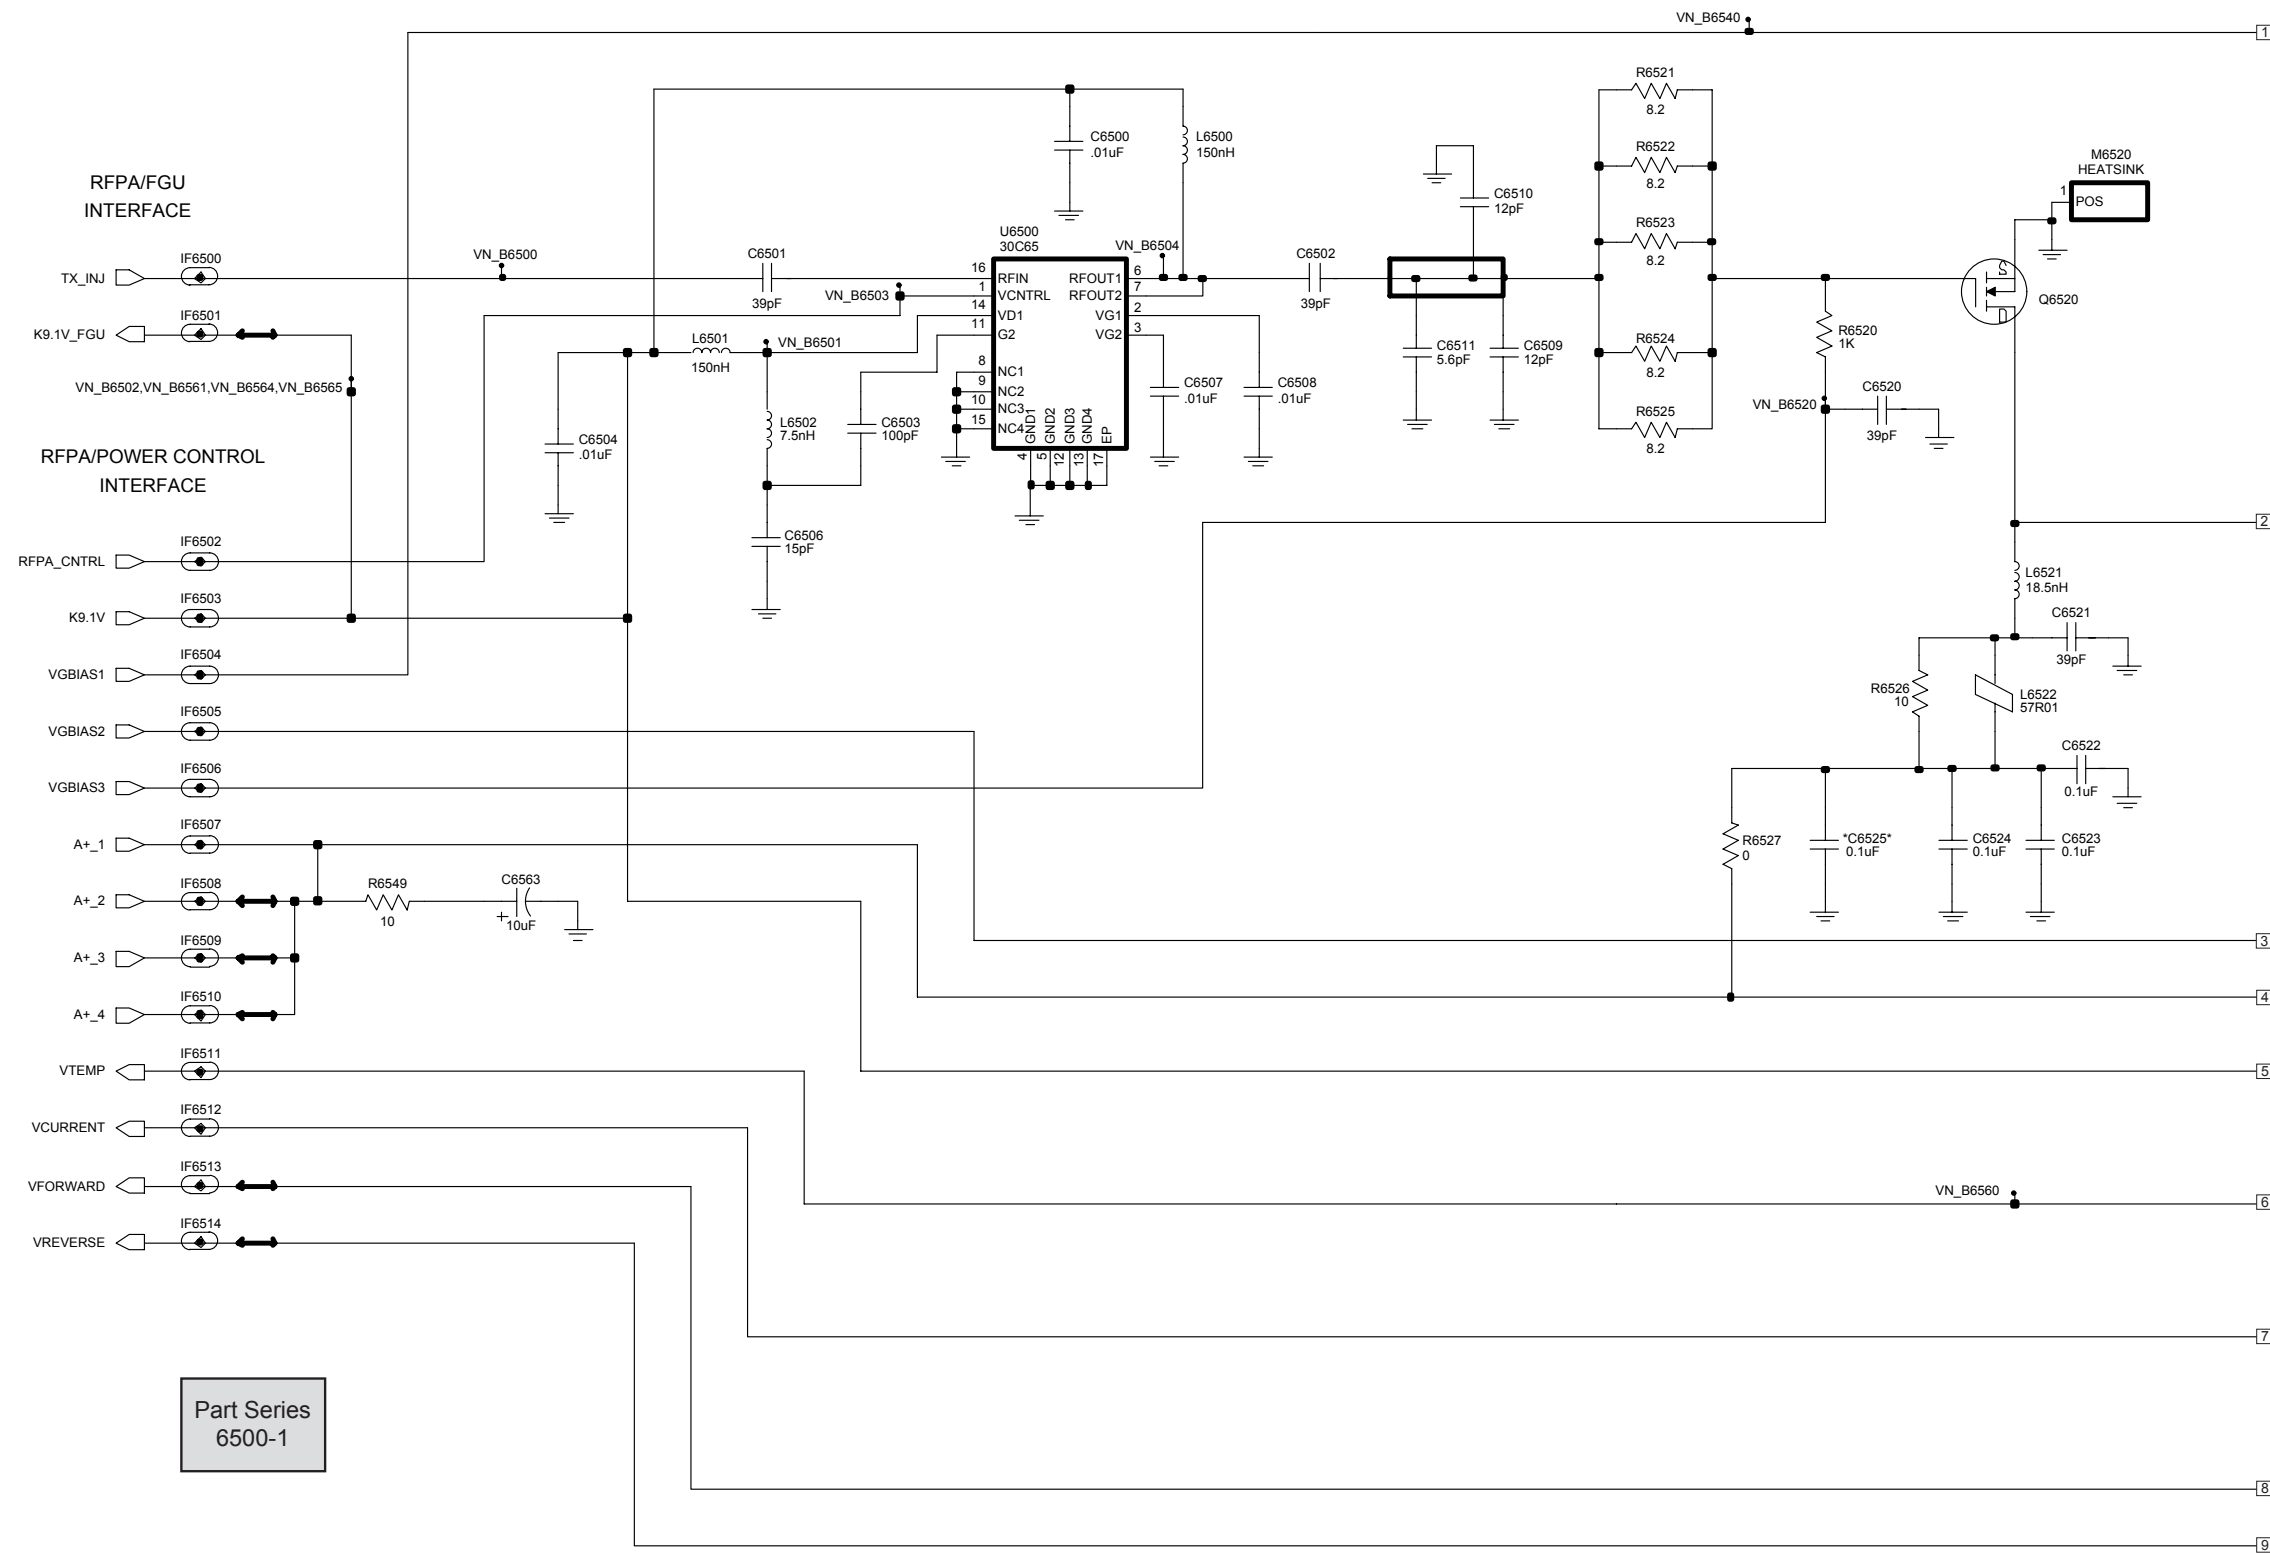 VN_B6540
1
R6521
8.2
C6500
.01uF
L6500
150nH
R6522
8.2
M6520
HEATSINK
1
POS
RFPA/FGU
INTERFACE
C6510
12pF
R6523
8.2
U6500
30C65
VN_B6504
IF6500
TX_INJ
VN_B6500
C6501
39pF
16
RFIN
RFOUT1
6
C6502
39pF
VN_B6503
1
VCNTRL
RFOUT2
7
Q6520
S
D
IF6501
K9.1V_FGU
14
VD1
VG1
2
11
G2
VG2
3
L6501
150nH
VN_B6501
R6524
8.2
R6520
1K
C6511
5.6pF
C6509
12pF
VN_B6502,VN_B6561,VN_B6564,VN_B6565
8
NC1
9
NC2
10
NC3
15
NC4
GND1
GND2
GND3
GND4
EP
4
5
12
13
17
C6507
.01uF
C6508
.01uF
C6520
39pF
VN_B6520
L6502
7.5nH
C6503
100pF
R6525
8.2
C6504
.01uF
RFPA/POWER CONTROL
INTERFACE
2
C6506
15pF
IF6502
RFPA_CNTRL
L6521
18.5nH
IF6503
K9.1V
C6521
39pF
IF6504
VGBIAS1
R6526
10
L6522
57R01
IF6505
VGBIAS2
C6522
0.1uF
IF6506
VGBIAS3
IF6507
A+_1
R6527
0
*C6525*
0.1uF
C6524
0.1uF
C6523
0.1uF
IF6508
A+_2
R6549
10
C6563
+
10uF
IF6509
A+_3
3
IF6510
A+_4
4
IF6511
VTEMP
5
IF6512
VCURRENT
IF6513
VFORWARD
VN_B6560
6
IF6514
VREVERSE
7
Part Series
6500-1
8
9